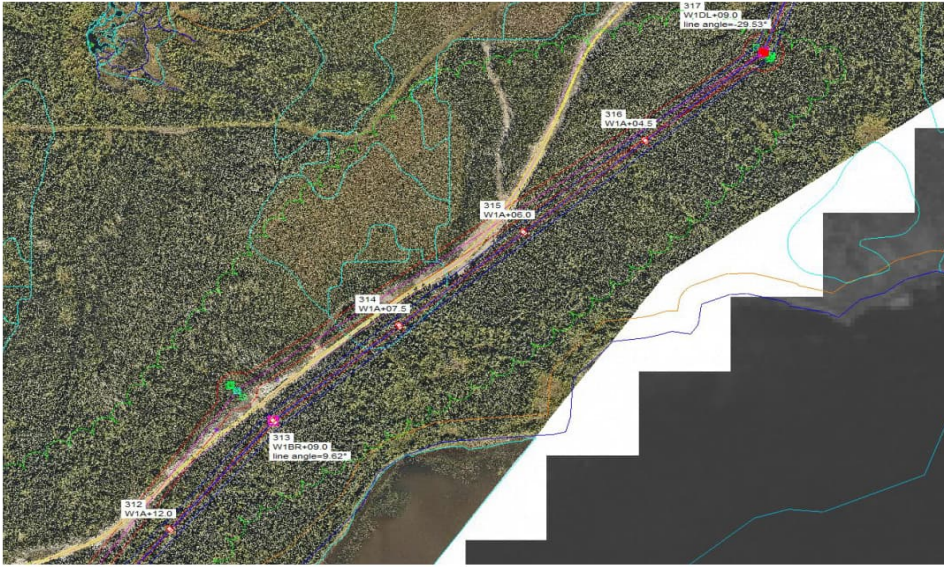 317
W1DL+09.0
line angle=-29.53°
316
W1A+04.5
315
W1A+06.0
314
W1A+07.5
313
W1BR+09.0
line angle=9.62°
312
W1A+12.0